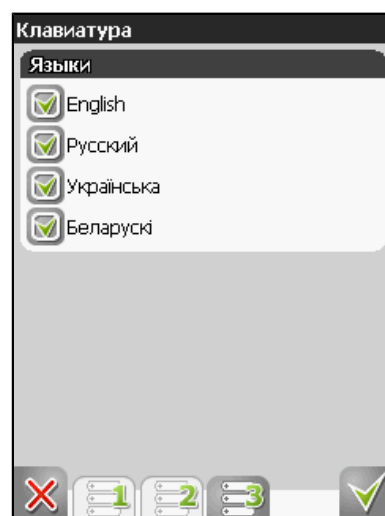 Клавиатура
Языки
English
Русский
Українська
Беларускі
1 2 3